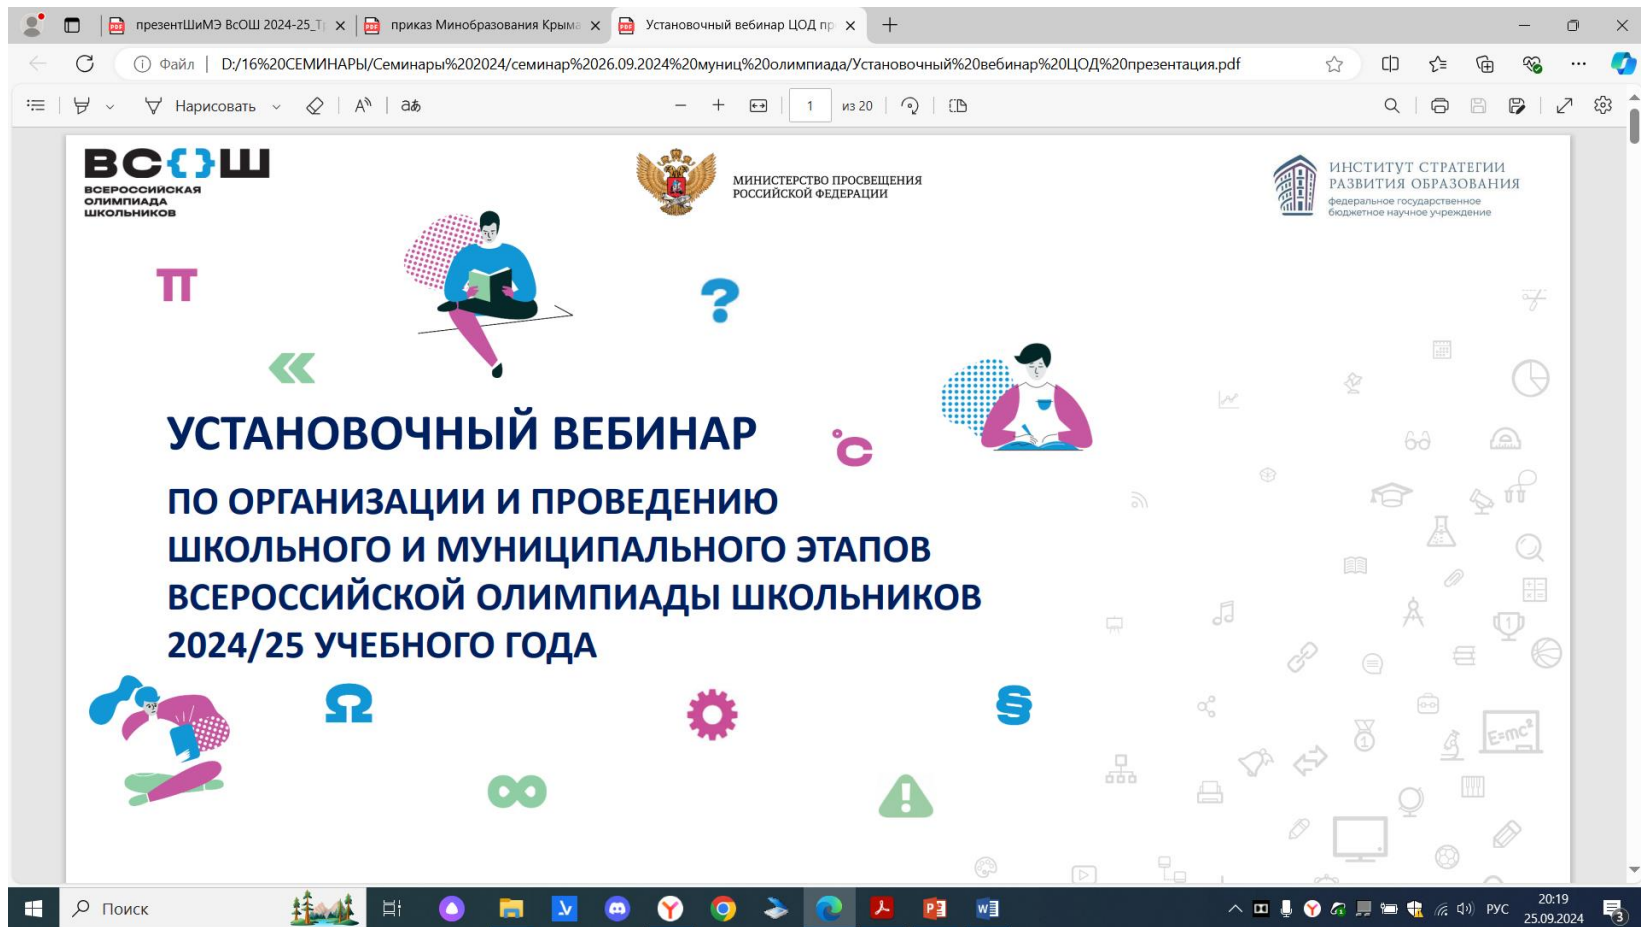 презентШиМЭ ВсОШ 2024-25_Т
приказ Минобразования Крыма
Установочный вебинар ЦОД пр
Файл
D:/16%20СЕМИНАРЫ/Семинары%202024/семинар%2026.09.2024%20муниц%20олимпиада/Установочный%20вебинар%20ЦОД%20презентация.pdf
Нарисовать
аあ
1 из 20
ВС{}Ш
ВСЕРОССИЙСКАЯ
ОЛИМПИАДА
ШКОЛЬНИКОВ
МИНИСТЕРСТВО ПРОСВЕЩЕНИЯ
РОССИЙСКОЙ ФЕДЕРАЦИИ
ИНСТИТУТ СТРАТЕГИИ
РАЗВИТИЯ ОБРАЗОВАНИЯ
федеральное государственное
бюджетное научное учреждение
π
?
«
°C
УСТАНОВОЧНЫЙ ВЕБИНАР
ПО ОРГАНИЗАЦИИ И ПРОВЕДЕНИЮ
ШКОЛЬНОГО И МУНИЦИПАЛЬНОГО ЭТАПОВ
ВСЕРОССИЙСКОЙ ОЛИМПИАДЫ ШКОЛЬНИКОВ
2024/25 УЧЕБНОГО ГОДА
Ω
§
∞
!
E=mc²
Поиск
РУС
20:19
25.09.2024
3